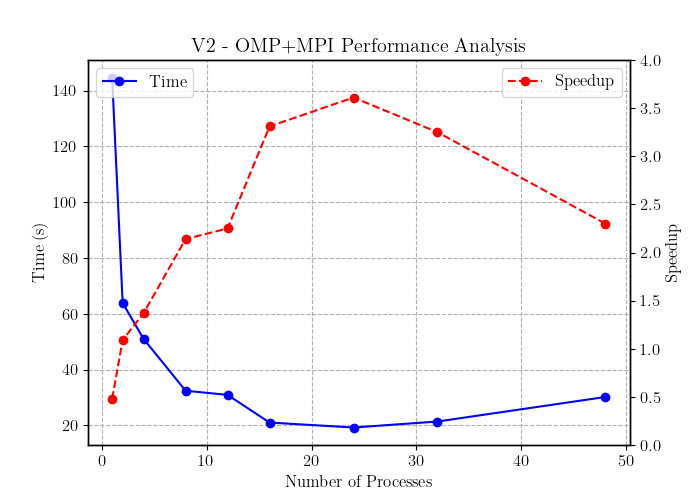 V2 - OMP+MPI Performance Analysis
Time
Speedup
140
120
100
80
60
40
20
Time (s)
4.0
3.5
3.0
2.5
2.0
1.5
1.0
0.5
0.0
Speedup
0 10 20 30 40 50
Number of Processes